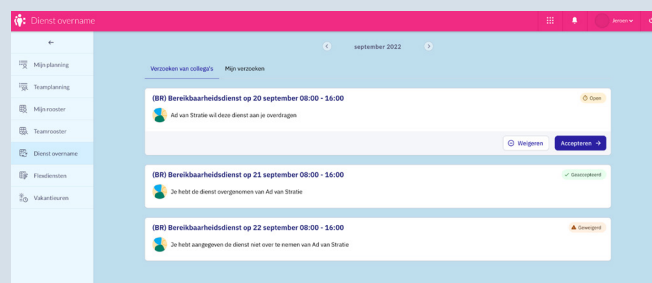 Dienst overname
Jensen
september 2022
Mijn planning
Teamplanning
Mijn rooster
Teamrooster
Dienst overname
Flexdiensten
Vakantieuren
Verzoeken van collega's Mijn verzoeken
(BR) Bereikbaarheidsdienst op 20 september 08:00 - 16:00
Open
Ad van Stratie wil deze dienst aan je overdragen
Weigeren
Accepteren
(BR) Bereikbaarheidsdienst op 21 september 08:00 - 16:00
Geaccepteerd
Je hebt de dienst overgenomen van Ad van Stratie
(BR) Bereikbaarheidsdienst op 22 september 08:00 - 16:00
Geweigerd
Je hebt aangegeven de dienst niet over te nemen van Ad van Stratie